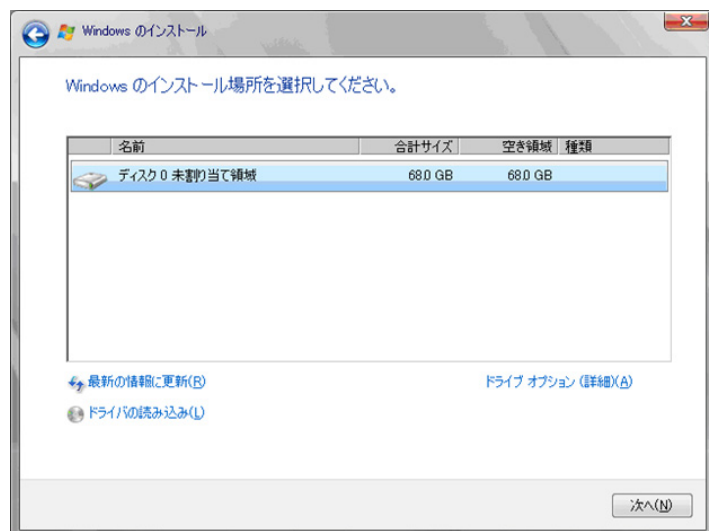 Windows のインストール
Windows のインストール場所を選択してください。
名前 合計サイズ 空き領域 種類
ディスク 0 未割り当て領域 68.0 GB 68.0 GB
最新の情報に更新(R) ドライブ オプション (詳細)(A)
ドライバの読み込み(L)
次へ(N)